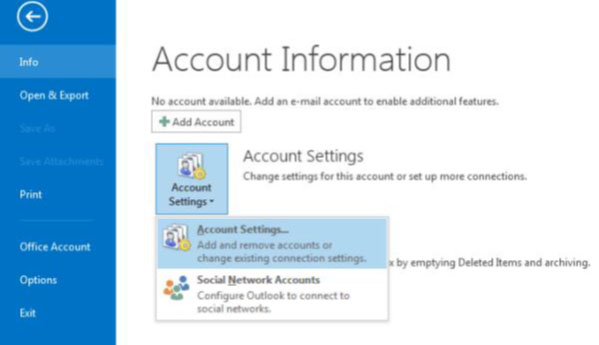 Info
Open & Export
Save As
Save Attachments
Print
Office Account
Options
Exit
Account Information
No account available. Add an e-mail account to enable additional features.
Add Account
Account
Settings
Account Settings
Change settings for this account or set up more connections.
Account Settings...
Add and remove accounts or
change existing connection settings.
x by emptying Deleted Items and archiving.
Social Network Accounts
Configure Outlook to connect to
social networks.